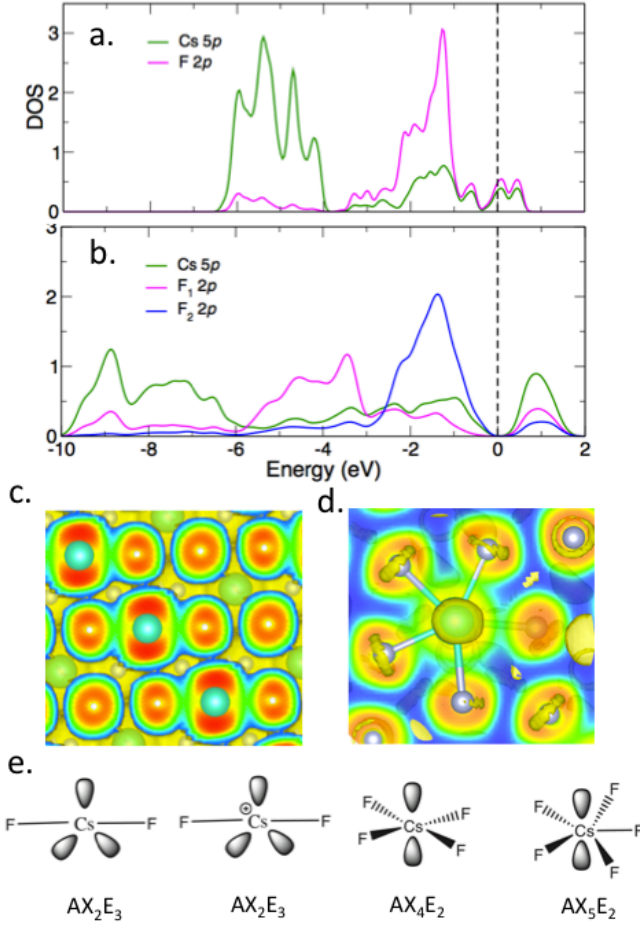 a.
Cs 5p
F 2p
DOS
3
2
1
0
b.
Cs 5p
F₁ 2p
F₂ 2p
3
2
1
0
-10 -8 -6 -4 -2 0 2
Energy (eV)
c. d.
e.
F Cs F F ⊕ Cs F F F Cs F F F F F Cs F F F
AX₂E₃ AX₂E₃ AX₄E₂ AX₅E₂